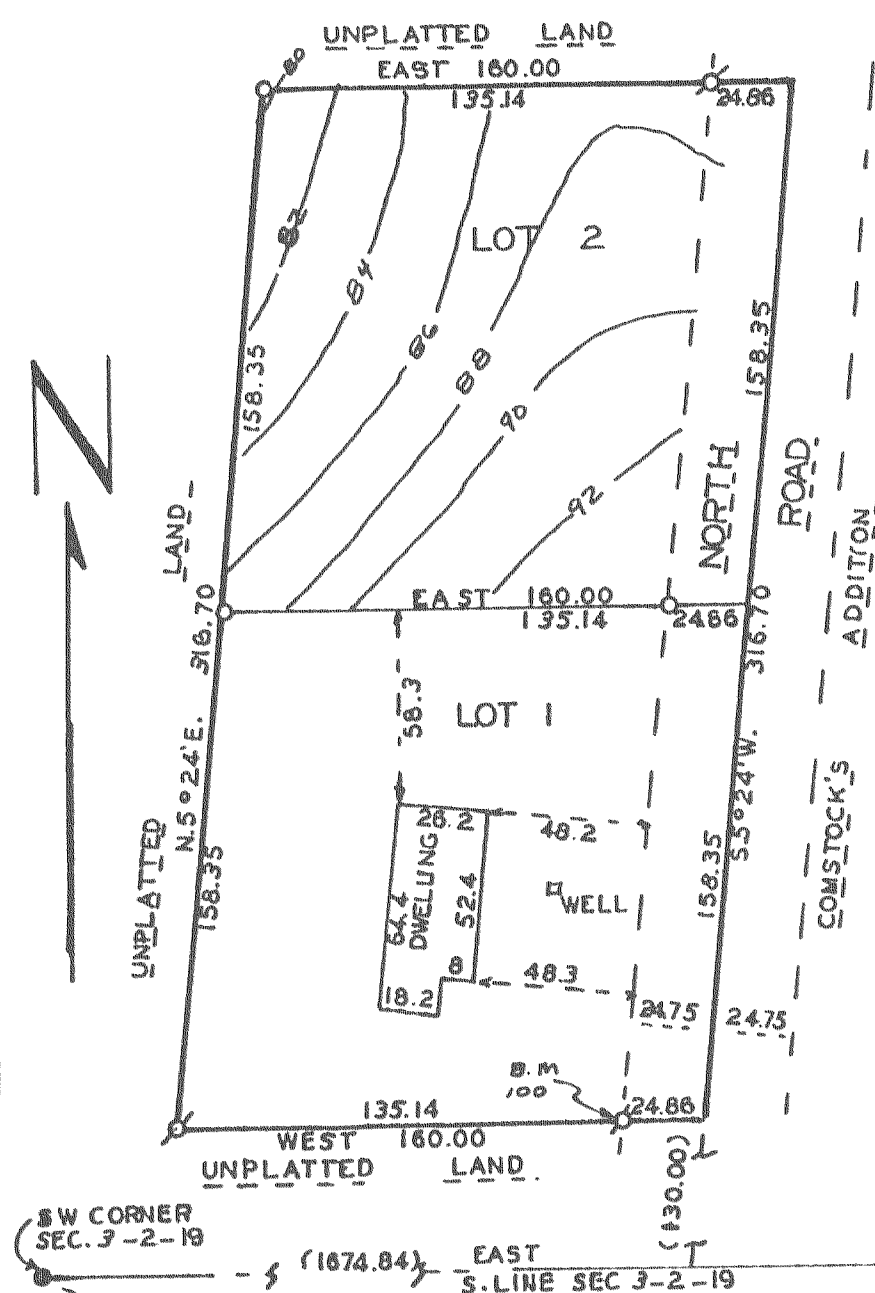 UNPLATTED LAND
EAST 160.00
135.14
24.86
80
82
84
86
88
90
92
LOT 2
158.35
158.35
N
NORTH
ROAD
LAND
316.70
EAST 160.00
135.14
24.86
316.70
ADDITION
58.3
LOT 1
N.5°24'E.
S.5°24'W.
COMSTOCK'S
26.2
48.2
UNPLATTED
158.35
64.4
DWELLING
52.4
WELL
158.35
8
18.2
48.3
24.75
24.75
B.M
100
135.14
24.86
WEST 160.00
UNPLATTED LAND.
(130.00)
SW CORNER
SEC. 3-2-19
(1674.84)
EAST
S. LINE SEC 3-2-19